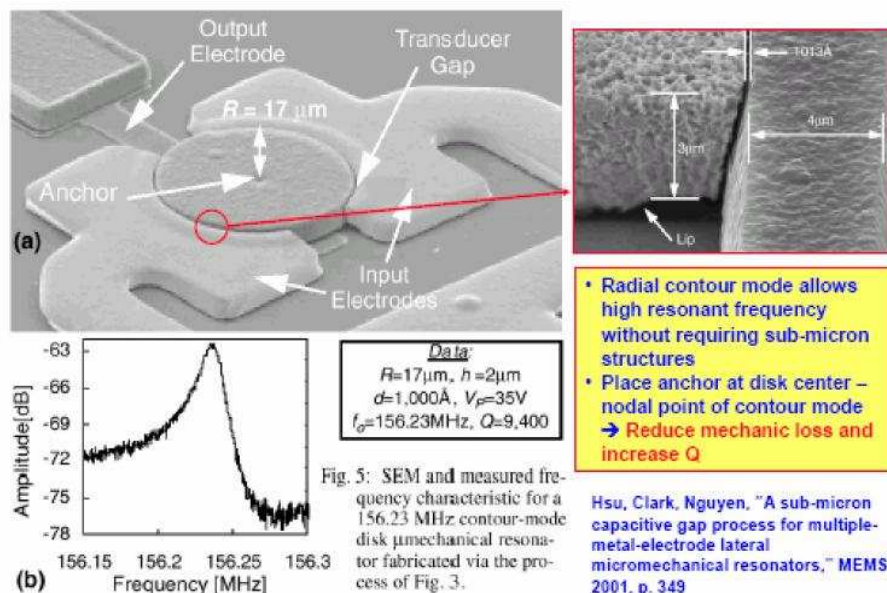 Output
Electrode
Transducer
Gap
R = 17 μm
Anchor
(a)
Input
Electrodes
1013Å
4μm
3μm
Lip
• Radial contour mode allows
high resonant frequency
without requiring sub-micron
structures
• Place anchor at disk center –
nodal point of contour mode
➔ Reduce mechanic loss and
increase Q
Amplitude[dB]
-63
-66
-69
-72
-75
-78
156.15 156.2 156.25 156.3
(b) Frequency [MHz]
Data:
R=17μm, h=2μm
d=1,000Å, VP=35V
fo=156.23MHz, Q=9,400
Fig. 5: SEM and measured fre-
quency characteristic for a
156.23 MHz contour-mode
disk μmechanical resona-
tor fabricated via the pro-
cess of Fig. 3.
Hsu, Clark, Nguyen, "A sub-micron
capacitive gap process for multiple-
metal-electrode lateral
micromechanical resonators," MEMS
2001, p. 349